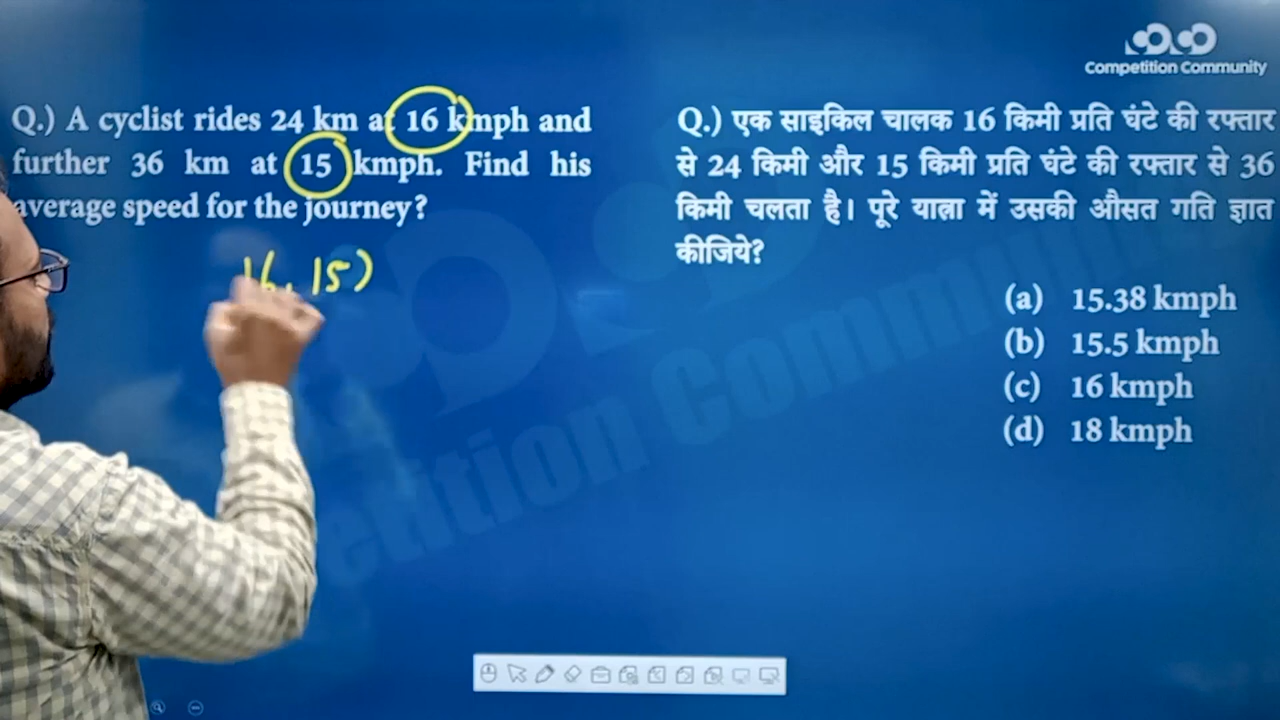 Competition Community
Q.) A cyclist rides 24 km at 16 kmph and
further 36 km at 15 kmph. Find his
average speed for the journey?
16, 15)
Q.) एक साइकिल चालक 16 किमी प्रति घंटे की रफ्तार
से 24 किमी और 15 किमी प्रति घंटे की रफ्तार से 36
किमी चलता है। पूरे यात्रा में उसकी औसत गति ज्ञात
कीजिये?
(a) 15.38 kmph
(b) 15.5 kmph
(c) 16 kmph
(d) 18 kmph